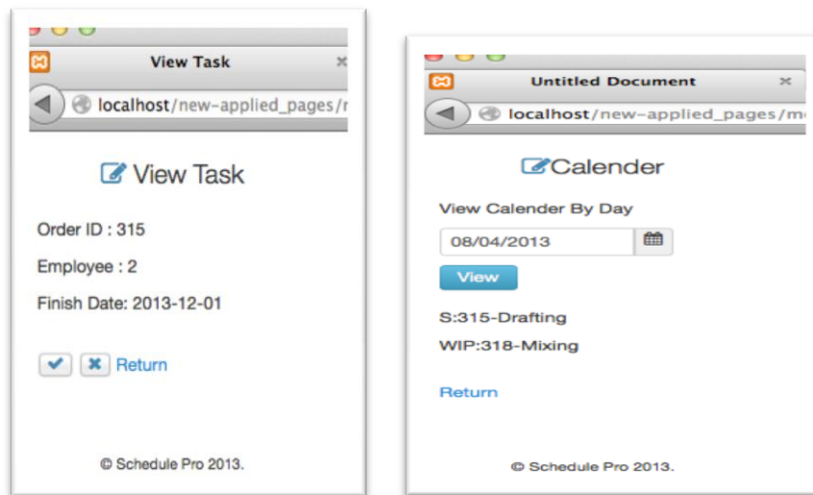 View Task
localhost/new-applied_pages/
View Task
Order ID : 315
Employee : 2
Finish Date: 2013-12-01
Return
© Schedule Pro 2013.
Untitled Document
localhost/new-applied_pages/m
Calender
View Calender By Day
08/04/2013
View
S:315-Drafting
WIP:318-Mixing
Return
© Schedule Pro 2013.